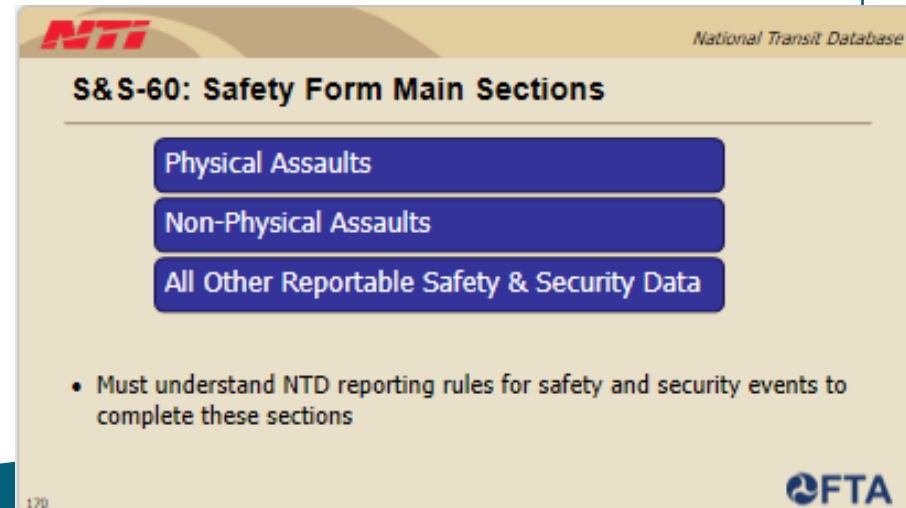 NTI
National Transit Database
S&S-60: Safety Form Main Sections
Physical Assaults
Non-Physical Assaults
All Other Reportable Safety & Security Data
• Must understand NTD reporting rules for safety and security events to
complete these sections
170
FTA